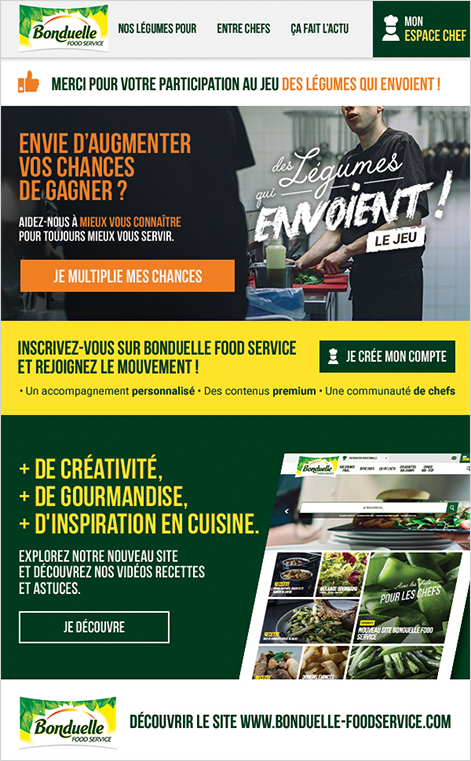 Bonduelle
FOOD SERVICE
NOS LÉGUMES POUR
ENTRE CHEFS
ÇA FAIT L'ACTU
MON
ESPACE CHEF
MERCI POUR VOTRE PARTICIPATION AU JEU DES LÉGUMES QUI ENVOIENT !
ENVIE D'AUGMENTER
VOS CHANCES
DE GAGNER ?
AIDEZ-NOUS À MIEUX VOUS CONNAÎTRE
POUR TOUJOURS MIEUX VOUS SERVIR.
JE MULTIPLIE MES CHANCES
des
Légumes
qui
ENVOIENT !
LE JEU
INSCRIVEZ-VOUS SUR BONDUELLE FOOD SERVICE
ET REJOIGNEZ LE MOUVEMENT !
JE CRÉE MON COMPTE
• Un accompagnement personnalisé • Des contenus premium • Une communauté de chefs
+ DE CRÉATIVITÉ,
+ DE GOURMANDISE,
+ D'INSPIRATION EN CUISINE.
EXPLOREZ NOTRE NOUVEAU SITE
ET DÉCOUVREZ NOS VIDÉOS RECETTES
ET ASTUCES.
JE DÉCOUVRE
Bonduelle
RECETTE
MÉLANGE GOURMAND
POUR LES CHEFS
NOUVEAU SITE BONDUELLE FOOD
SERVICE
RECETTE
Bonduelle
FOOD SERVICE
DÉCOUVRIR LE SITE WWW.BONDUELLE-FOODSERVICE.COM